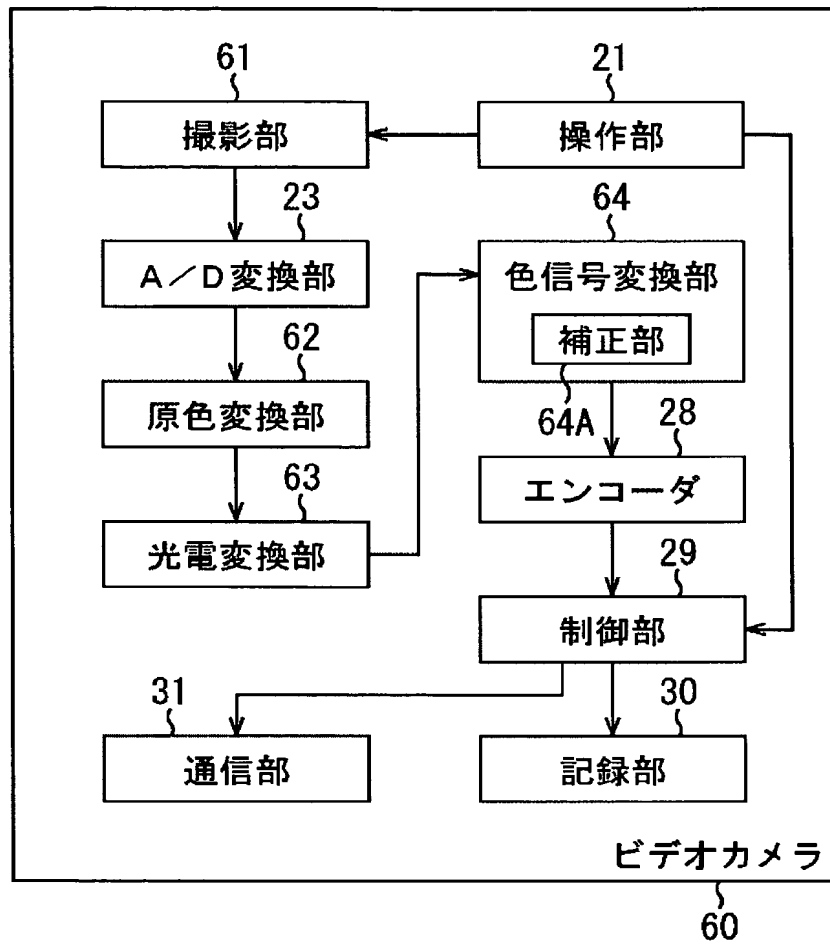 61
撮影部
21
操作部
23
A/D変換部
64
色信号変換部
補正部
64A
62
原色変換部
28
エンコーダ
63
光電変換部
29
制御部
31
通信部
30
記録部
ビデオカメラ
60